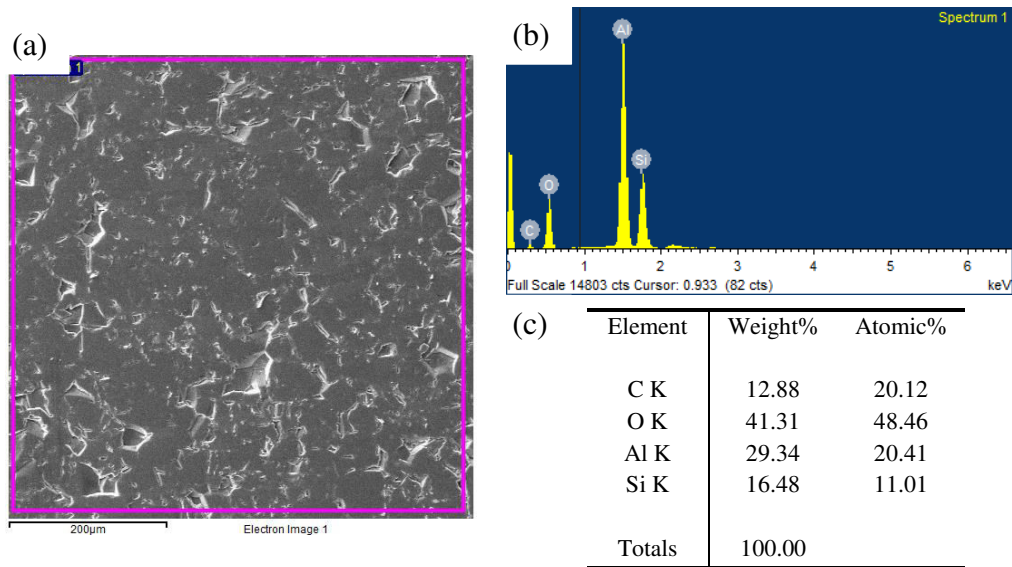 (a)
1
200µm
Electron Image 1
(b)
Spectrum 1
Al
Si
O
C
0 1 2 3 4 5 6
Full Scale 14803 cts Cursor: 0.933 (82 cts) keV
(c)
Element Weight% Atomic%
C K 12.88 20.12
O K 41.31 48.46
Al K 29.34 20.41
Si K 16.48 11.01
Totals 100.00